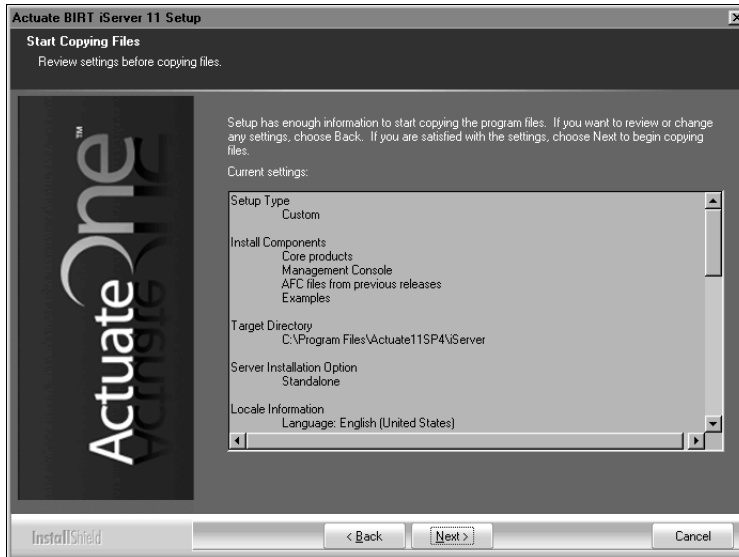 Actuate BIRT iServer 11 Setup
Start Copying Files
Review settings before copying files.
Setup has enough information to start copying the program files. If you want to review or change
any settings, choose Back. If you are satisfied with the settings, choose Next to begin copying
files.
Current settings:
Setup Type
Custom
Install Components
Core products
Management Console
AFC files from previous releases
Examples
Target Directory
C:\Program Files\Actuate11SP4\iServer
Server Installation Option
Standalone
Locale Information
Language: English (United States)
ActuateOne™
InstallShield
< Back
Next >
Cancel